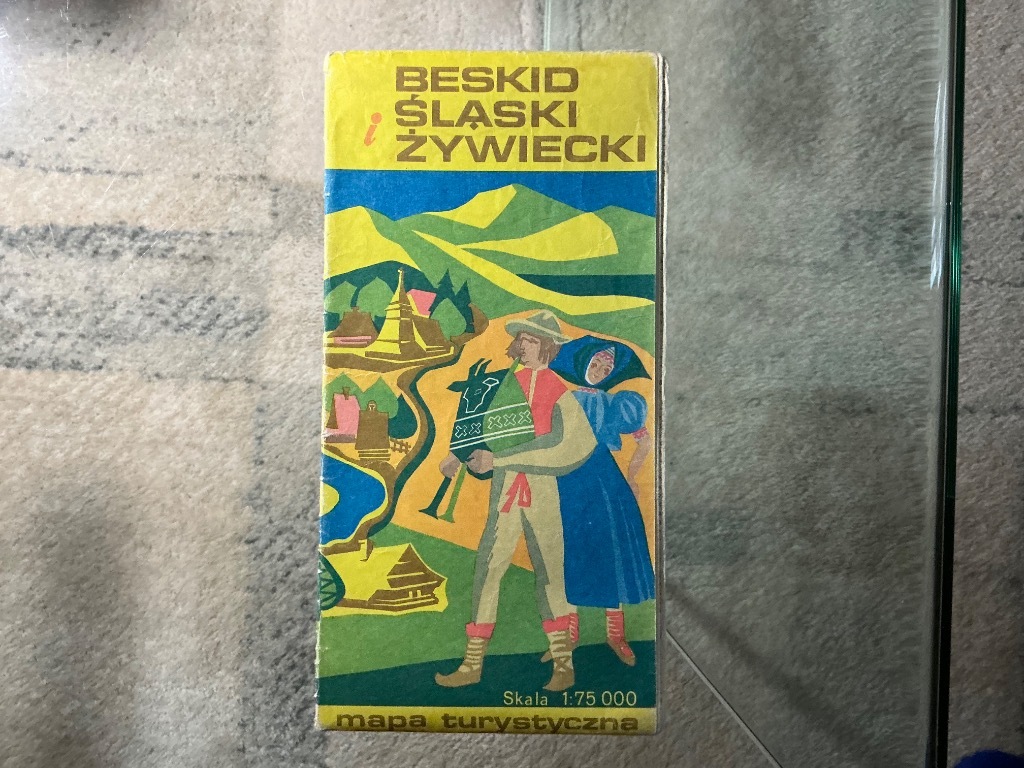 BESKID
ŚLĄSKI
i ŻYWIECKI
Skala 1:75 000
mapa turystyczna